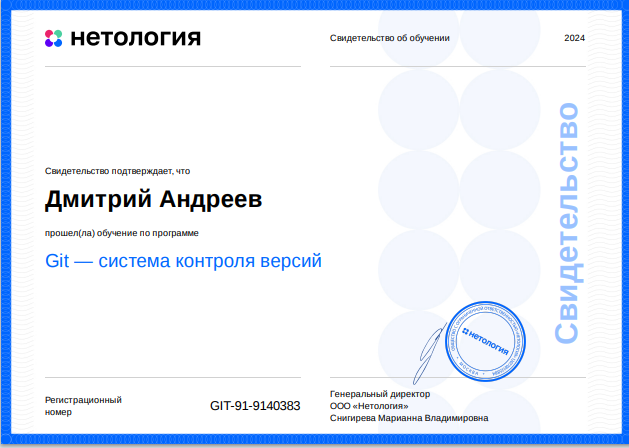 нетология
Свидетельство об обучении
2024
Свидетельство подтверждает, что
Дмитрий Андреев
прошел(ла) обучение по программе
Git — система контроля версий
Свидетельство
нетология
МОСКВА
Регистрационный
номер
GIT-91-9140383
Генеральный директор
ООО «Нетология»
Снигирева Марианна Владимировна